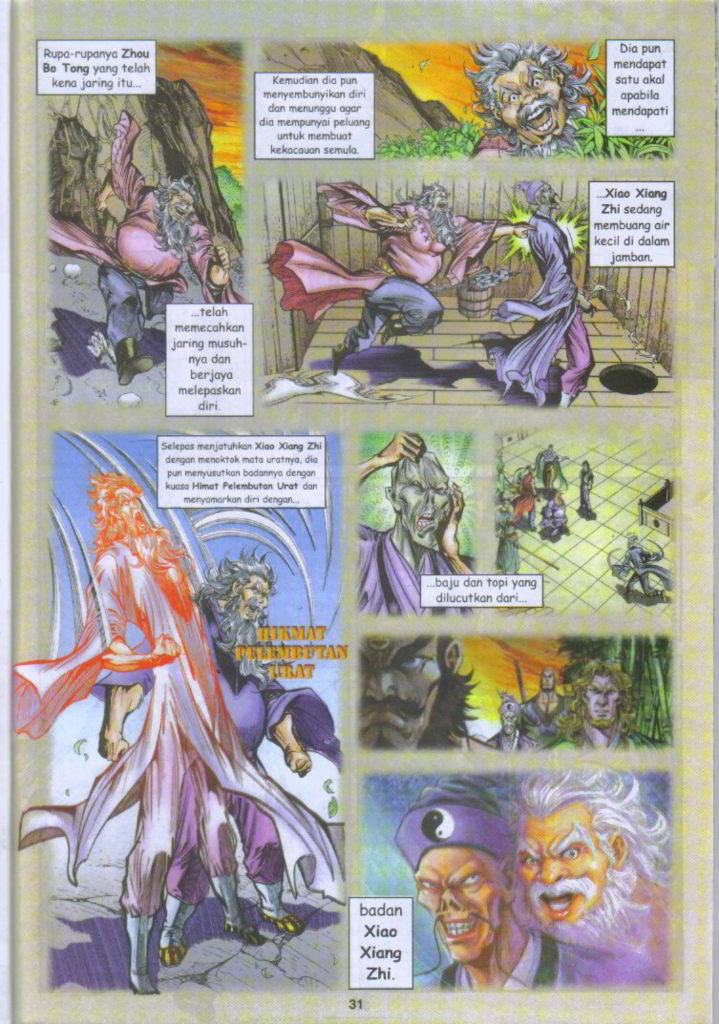 Rupa-rupanya Zhou
Bo Tong yang telah
kena jaring itu...
...telah
memecahkan
jaring musuh-
nya dan
berjaya
melepaskan
diri.
Kemudian dia pun
menyembunyikan diri
dan menunggu agar
dia mempunyai peluang
untuk membuat
kekacauan semula.
Dia pun
mendapat
satu akal
apabila
mendapati
...
...Xiao Xiang
Zhi sedang
membuang air
kecil di dalam
jamban.
Selepas menjatuhkan Xiao Xiang Zhi
dengan menotok mata uratnya, dia
pun menyusutkan badannya dengan
kuasa Himat Pelembutan Urat dan
menyamarkan diri dengan...
HIKMAT
PELEMBUTAN
URAT
...baju dan topi yang
dilucutkan dari...
badan
Xiao
Xiang
Zhi.
31